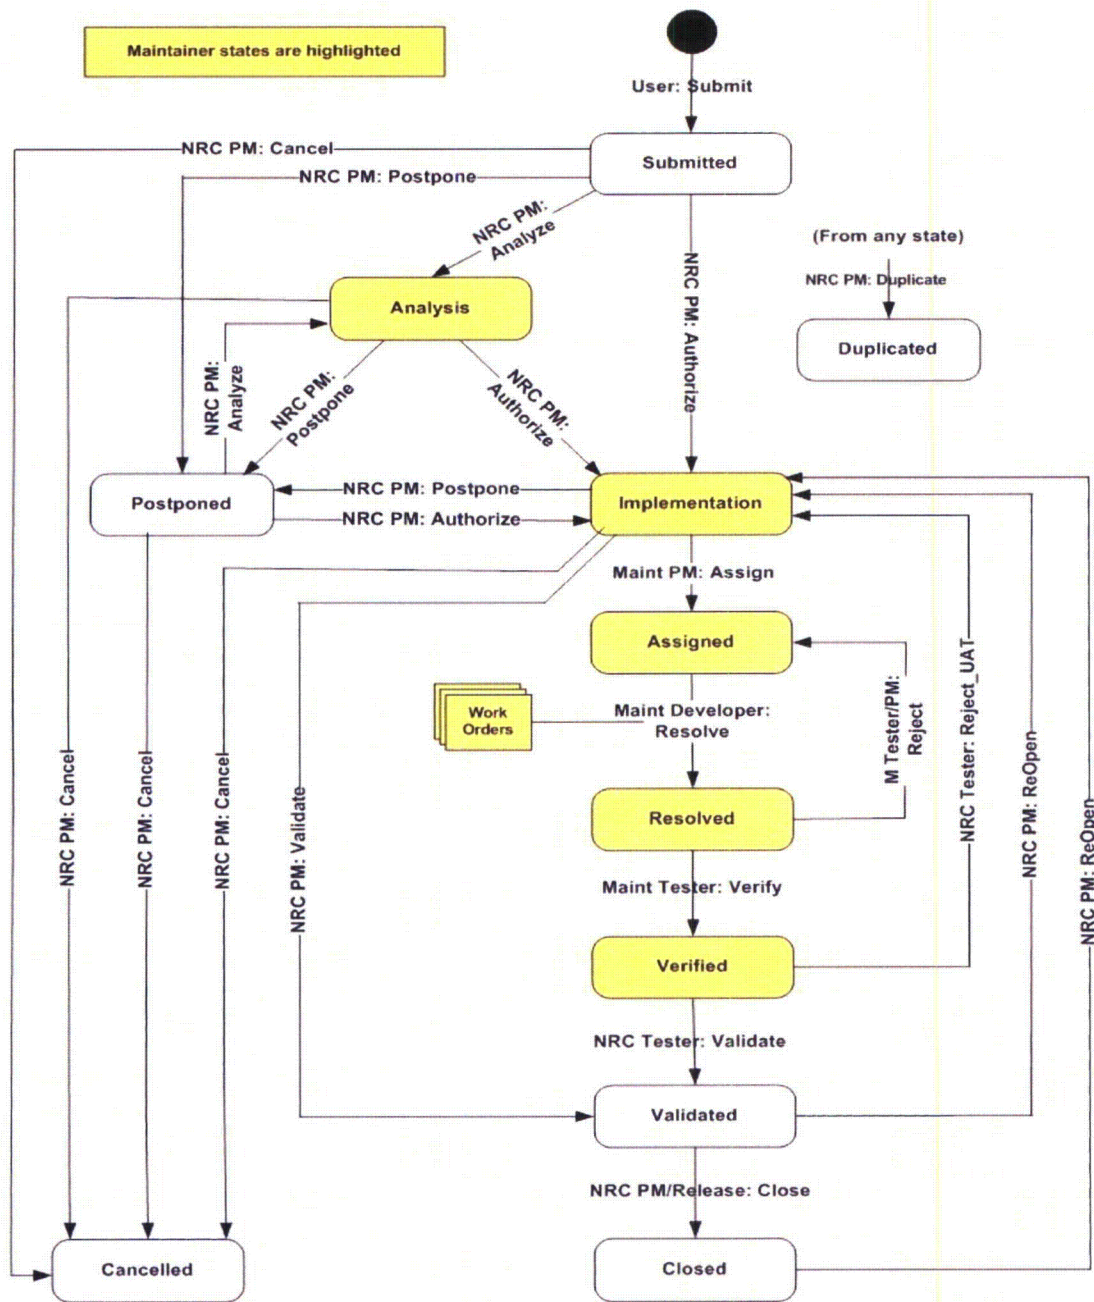 Maintainer states are highlighted
User: Submit
NRC PM: Cancel
Submitted
NRC PM: Postpone
NRC PM:
Analyze
(From any state)
NRC PM: Duplicate
Duplicated
NRC PM: Authorize
Analysis
NRC PM:
Analyze
NRC PM:
Postpone
NRC PM:
Authorize
Postponed
NRC PM: Postpone
NRC PM: Authorize
Implementation
Maint PM: Assign
Assigned
Work
Orders
Maint Developer:
Resolve
M Tester/PM:
Reject
NRC Tester: Reject_UAT
NRC PM: ReOpen
NRC PM: ReOpen
Resolved
NRC PM: Cancel
NRC PM: Cancel
NRC PM: Cancel
NRC PM: Validate
Maint Tester: Verify
Verified
NRC Tester: Validate
Validated
NRC PM/Release: Close
Cancelled
Closed